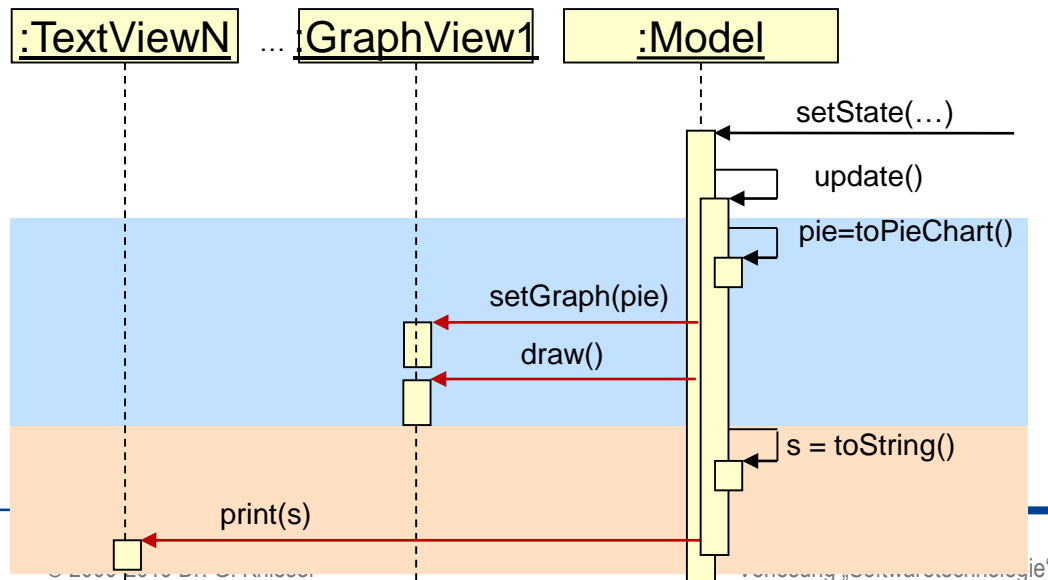 :TextViewN ... :GraphView1 :Model
setState(…)
update()
pie=toPieChart()
setGraph(pie)
draw()
s = toString()
print(s)